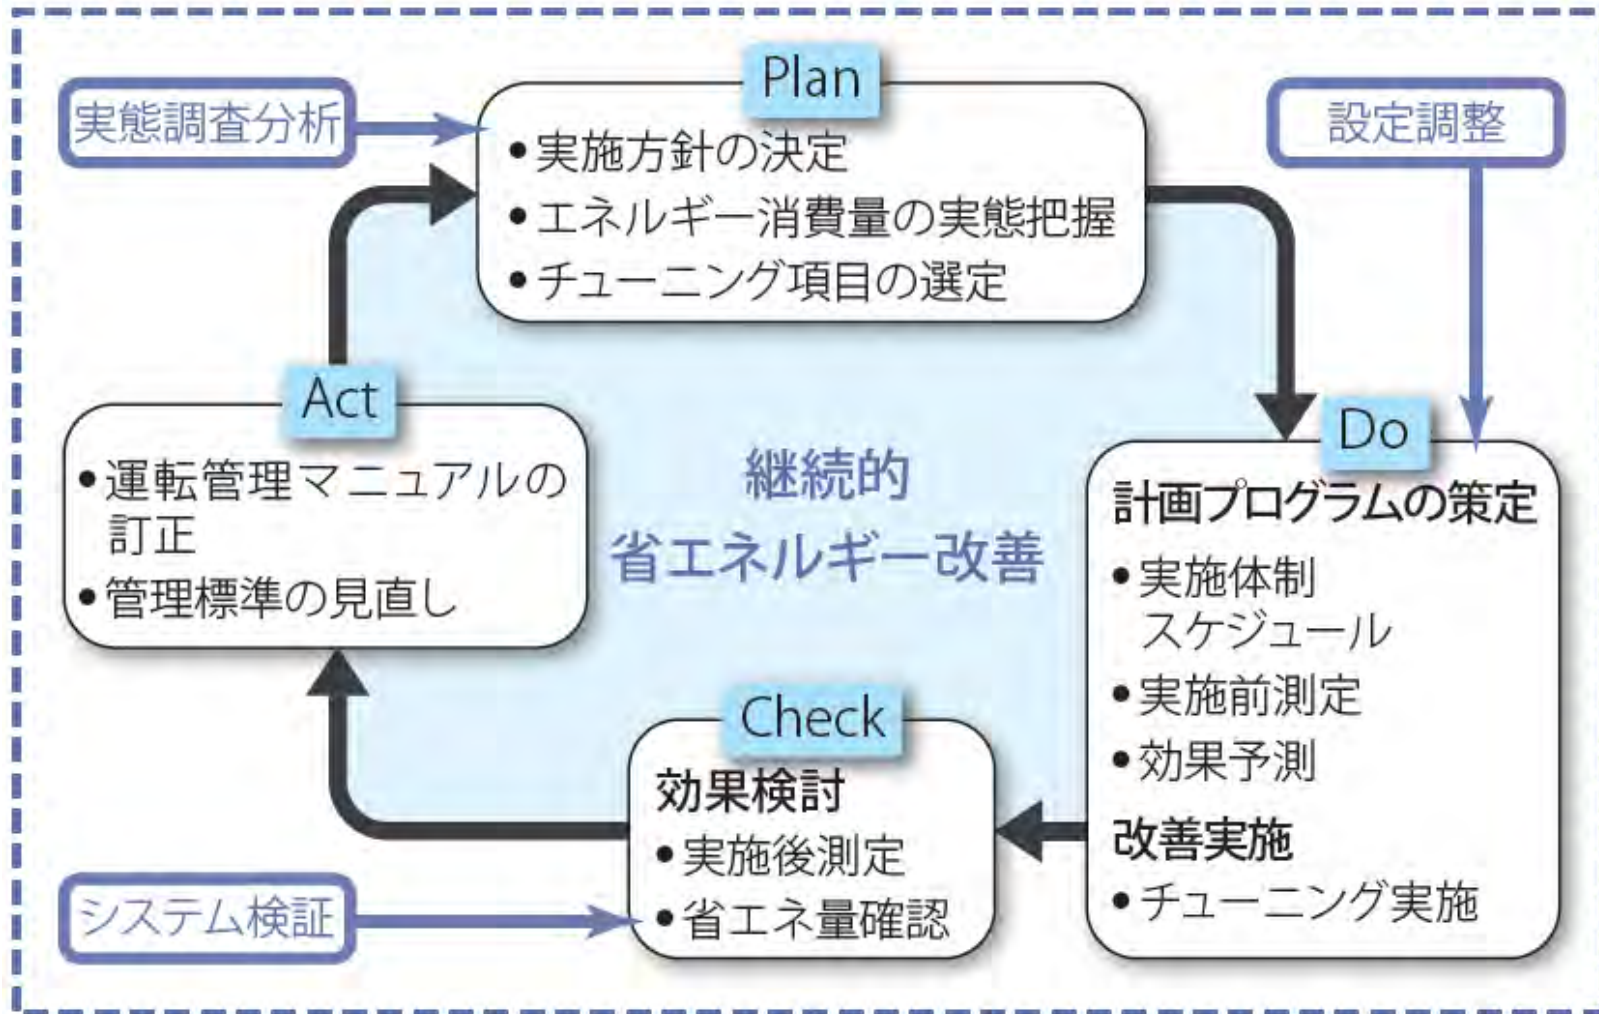 Plan
実態調査分析
• 実施方針の決定
• エネルギー消費量の実態把握
• チューニング項目の選定
設定調整
Do
計画プログラムの策定
• 実施体制
スケジュール
• 実施前測定
• 効果予測
改善実施
• チューニング実施
Check
効果検討
• 実施後測定
• 省エネ量確認
システム検証
Act
• 運転管理マニュアルの
訂正
• 管理標準の見直し
継続的
省エネルギー改善